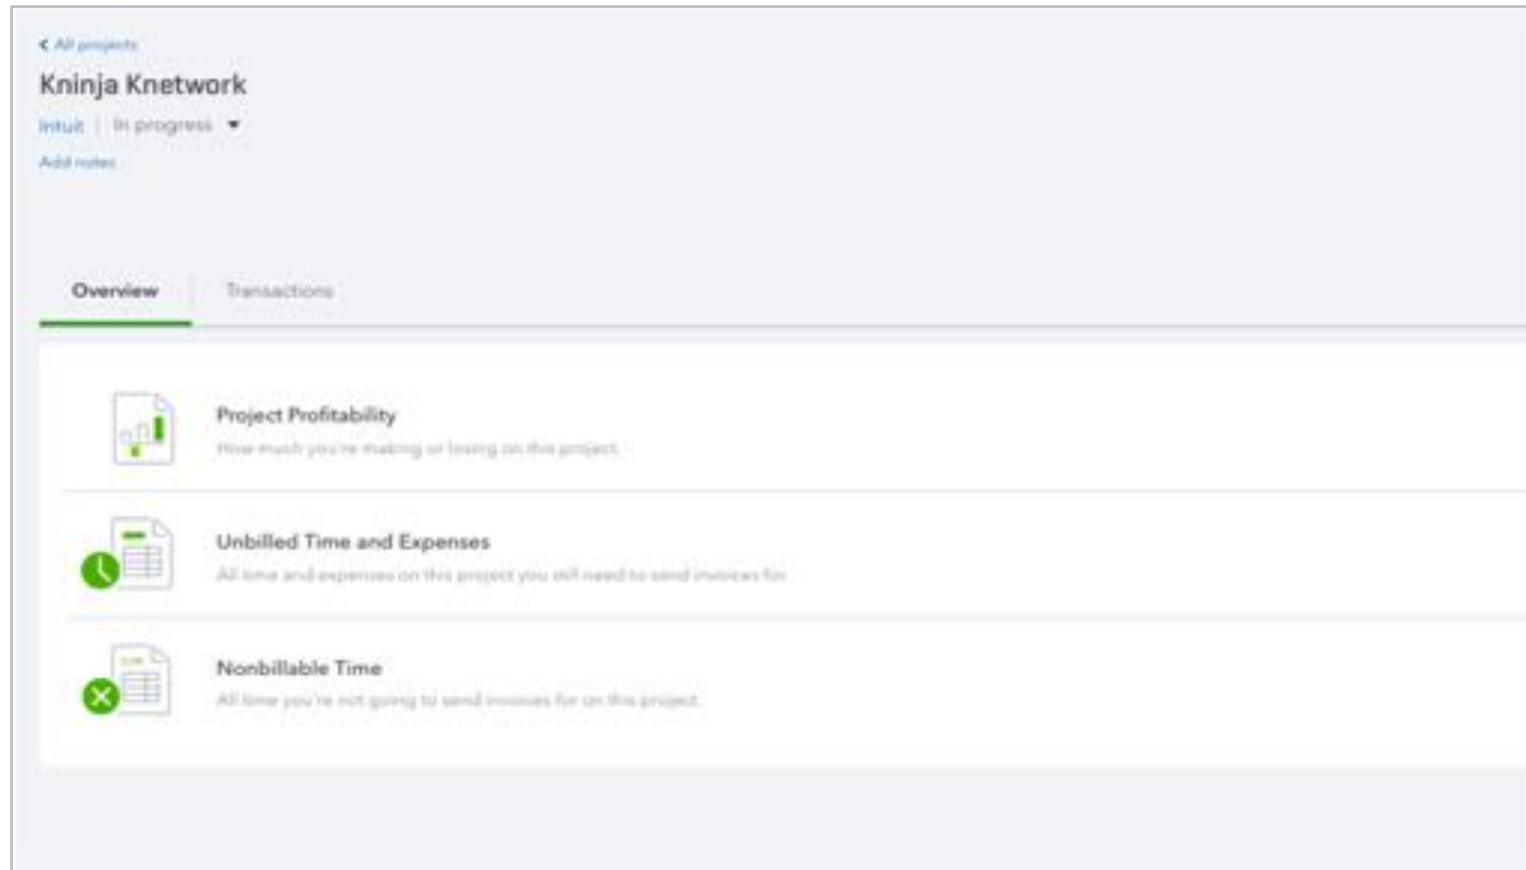 All projects
Kninja Knetwork
Intuit | In progress
Add notes
Overview
Transactions
Project Profitability
How much you're making or losing on this project.
Unbilled Time and Expenses
All time and expenses on this project you still need to send invoices for.
Nonbillable Time
All time you're not going to send invoices for on this project.